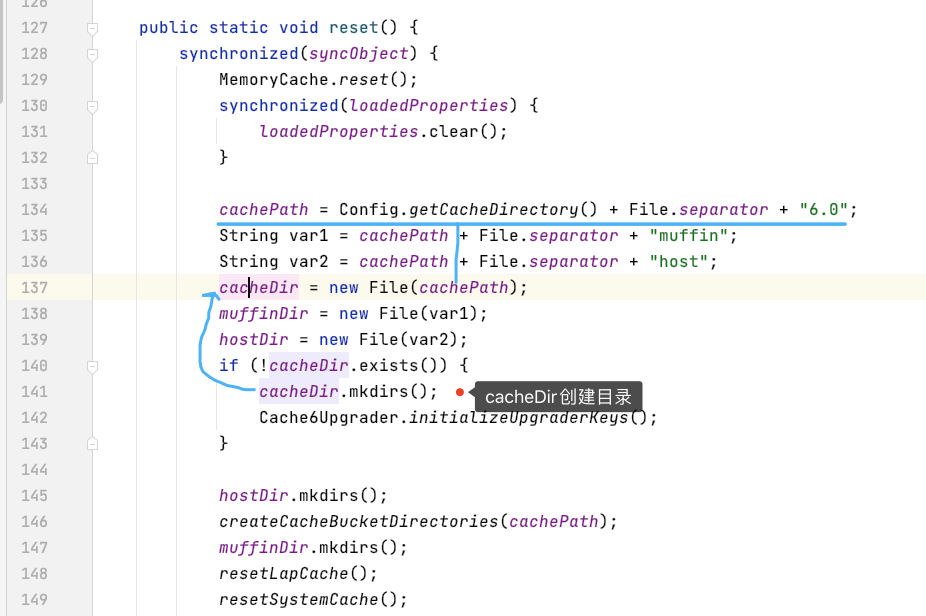 126
127 public static void reset() {
128 synchronized(syncObject) {
129 MemoryCache.reset();
130 synchronized(loadedProperties) {
131 loadedProperties.clear();
132 }
133
134 cachePath = Config.getCacheDirectory() + File.separator + "6.0";
135 String var1 = cachePath + File.separator + "muffin";
136 String var2 = cachePath + File.separator + "host";
137 cacheDir = new File(cachePath);
138 muffinDir = new File(var1);
139 hostDir = new File(var2);
140 if (!cacheDir.exists()) {
141 cacheDir.mkdirs(); cacheDir创建目录
142 Cache6Upgrader.initializeUpgraderKeys();
143 }
144
145 hostDir.mkdirs();
146 createCacheBucketDirectories(cachePath);
147 muffinDir.mkdirs();
148 resetLapCache();
149 resetSystemCache();